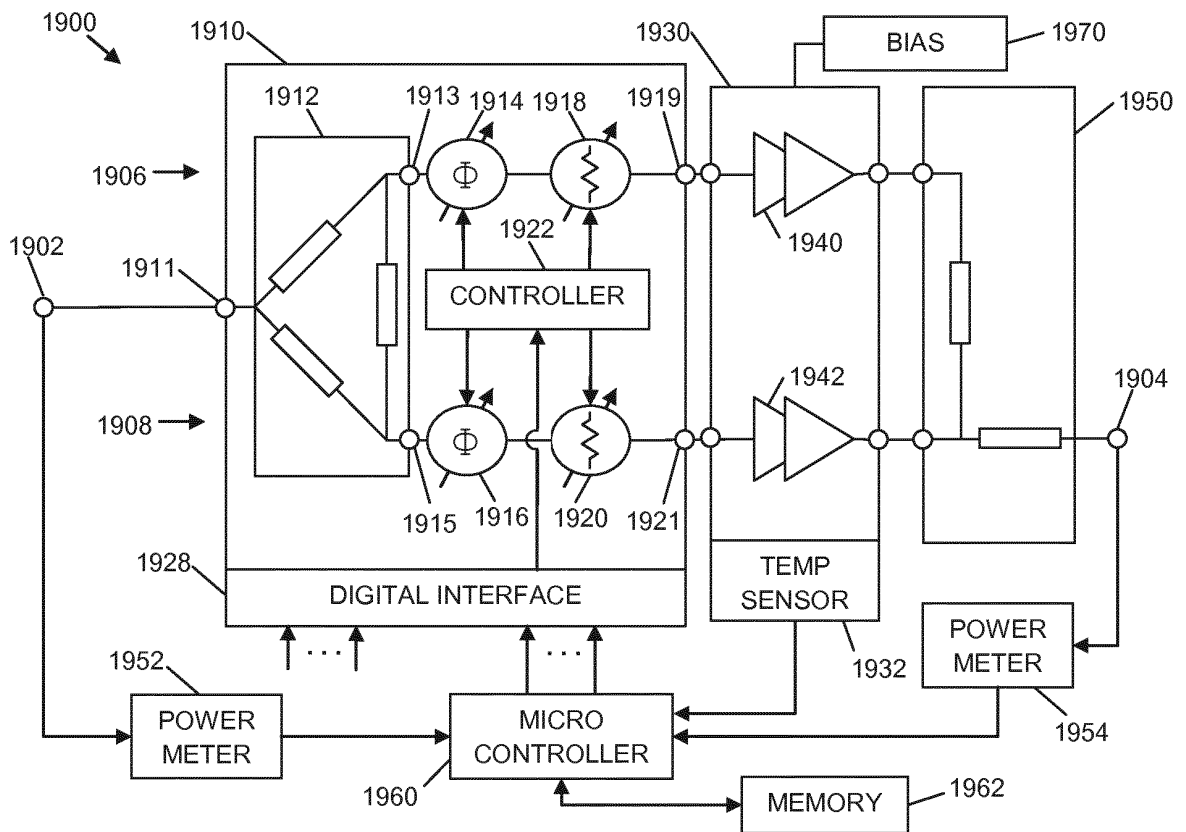 1900
1910
1930
BIAS
1970
1912
1913
1914
1918
1919
1950
1906
Φ
1922
1940
1902
1911
CONTROLLER
1942
1904
1908
Φ
1915
1916
1920
1921
1928
DIGITAL INTERFACE
TEMP
SENSOR
1932
. . .
. . .
POWER
METER
1954
1952
POWER
METER
MICRO
CONTROLLER
1960
MEMORY
1962